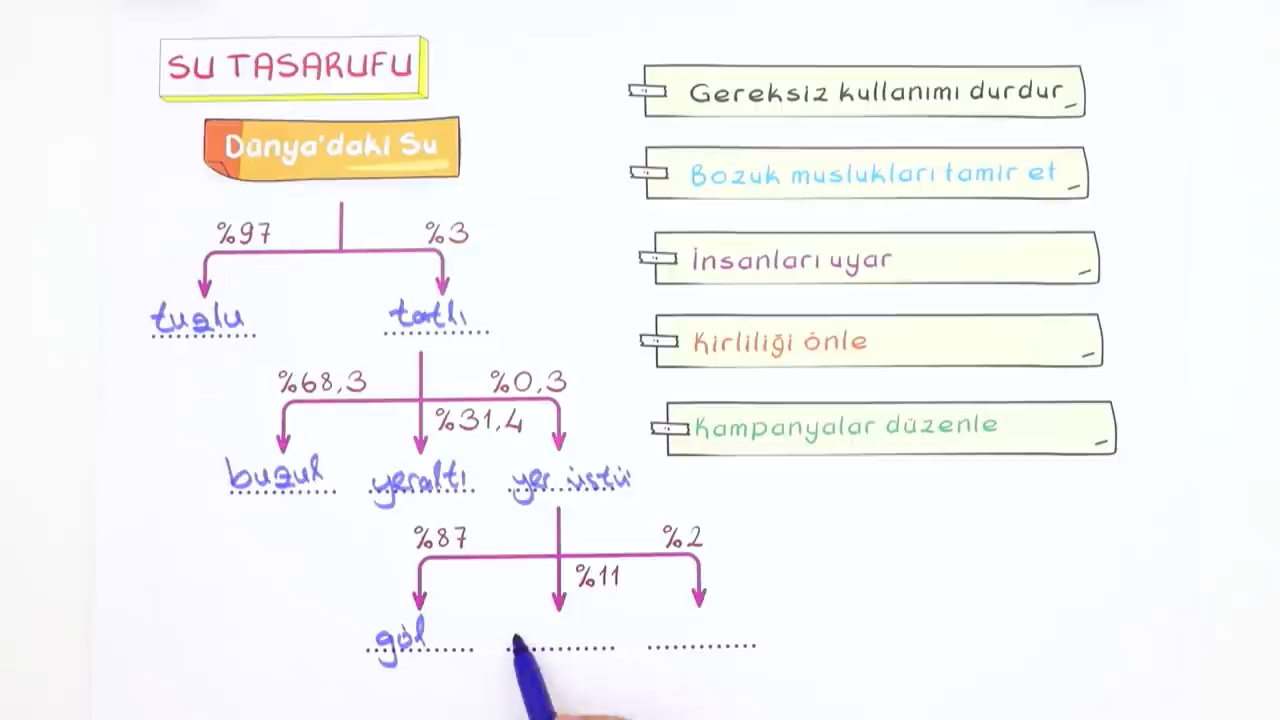 SU TASARUFU
Dünya'daki Su
%97
%3
tuzlu
tatlı
%68,3
%0,3
%31,4
buzul
yeraltı
yer üstü
%87
%2
%11
göl
Gereksiz kullanımı durdur
Bozuk muslukları tamir et
İnsanları uyar
Kirliliği önle
Kampanyalar düzenle